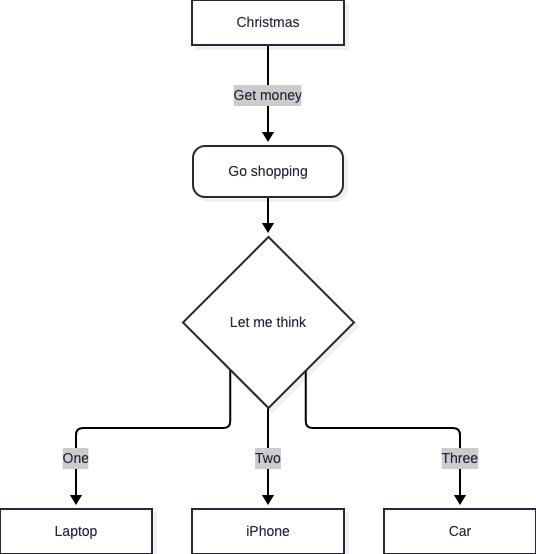 Christmas
Get money
Go shopping
Let me think
One
Two
Three
Laptop
iPhone
Car